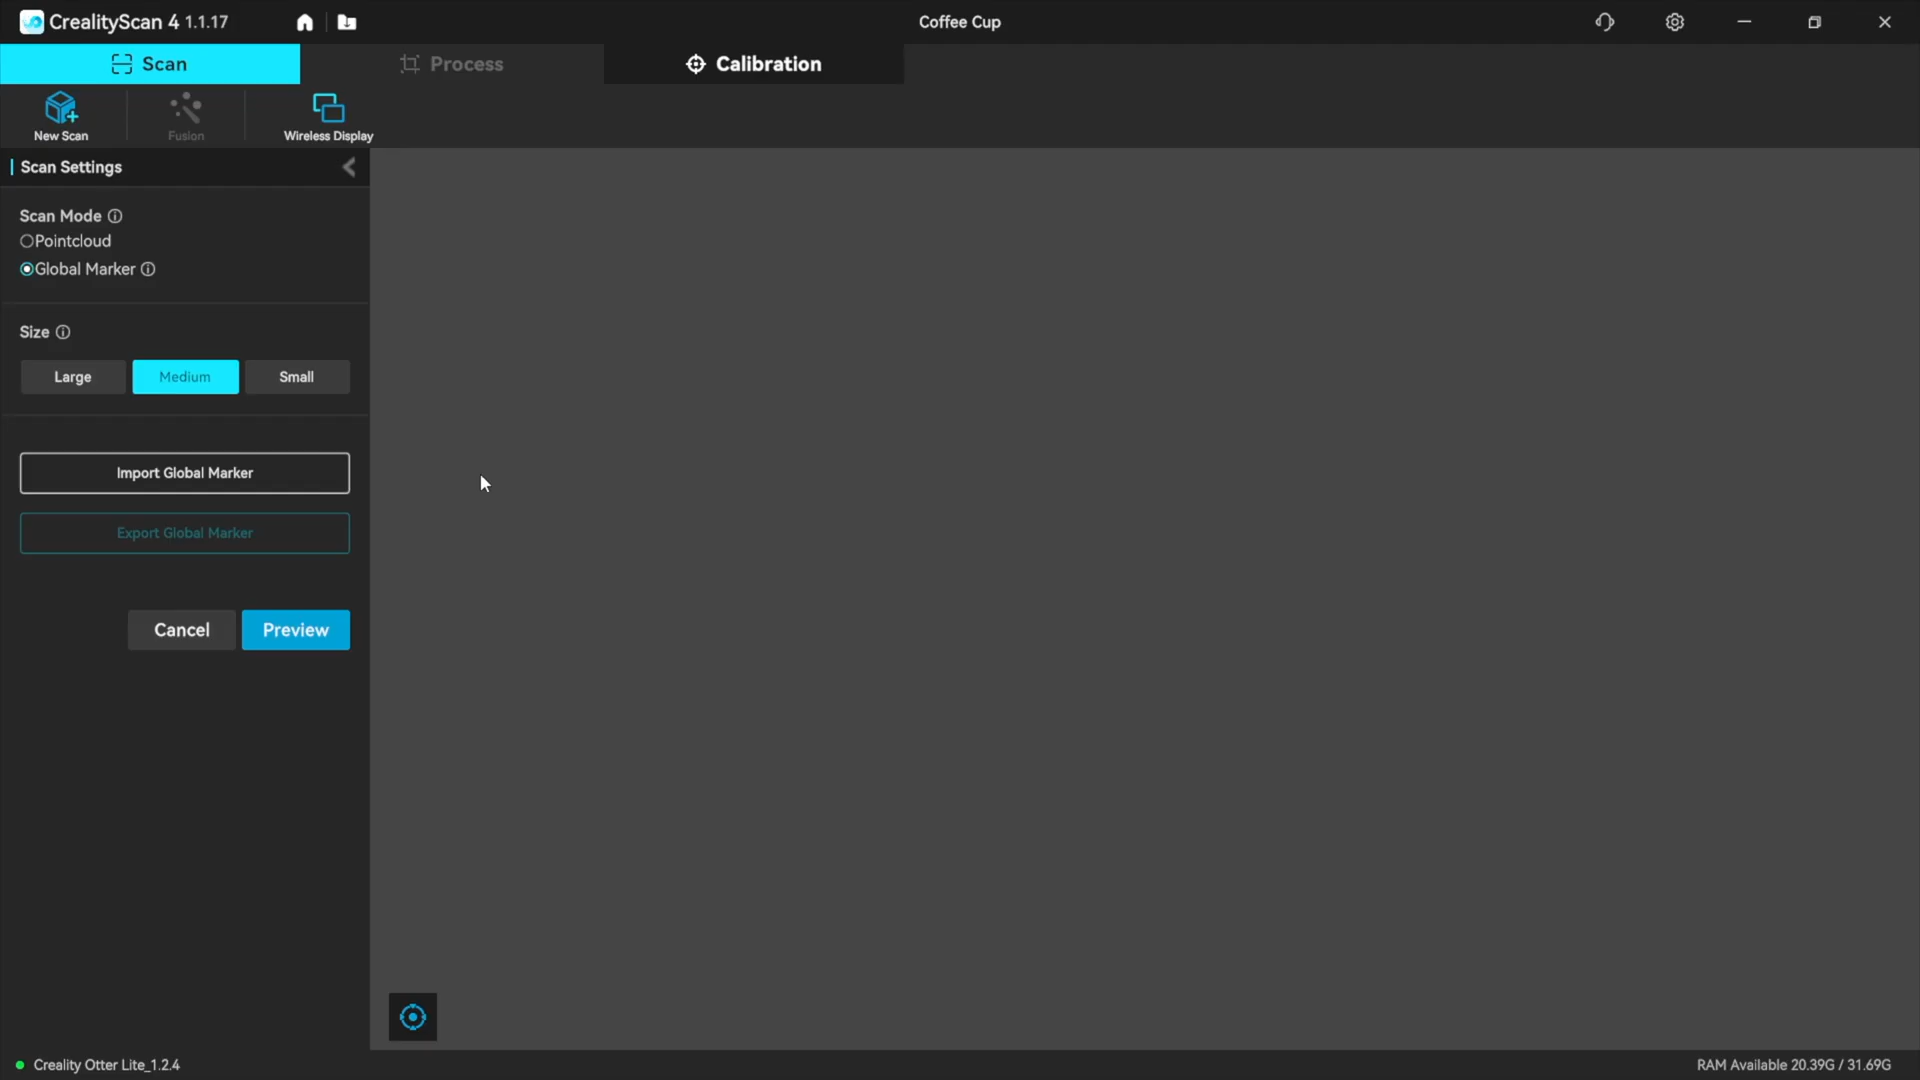 CrealityScan 4 1.1.17
Coffee Cup
Scan
Process
Calibration
New Scan
Fusion
Wireless Display
Scan Settings
Scan Mode
Pointcloud
Global Marker
Size
Large
Medium
Small
Import Global Marker
Export Global Marker
Cancel
Preview
Creality Otter Lite_1.2.4
RAM Available 20.39G / 31.69G